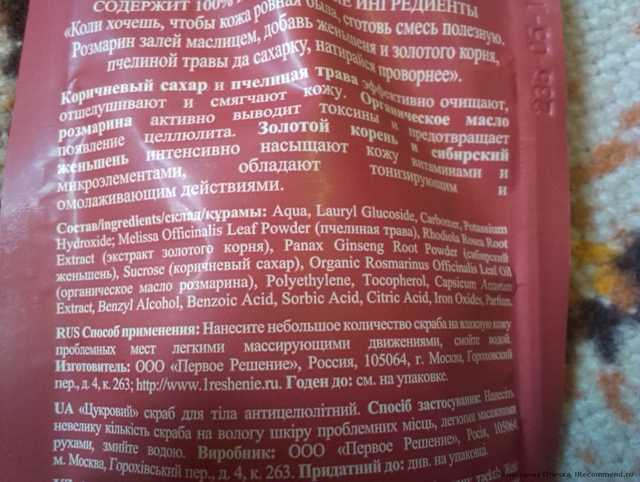 СОДЕРЖИТ 100%
ИНГРЕДИЕНТЫ
«Коли хочешь, чтобы кожа ровная была, сготовь смесь полезную.
Розмарин залей маслицем, добавь женьшеня и золотого корня,
пчелиной травы да сахарку, натирайся проворнее».
Коричневый сахар и пчелиная трава эффективно очищают,
отшелушивают и смягчают кожу. Органическое масло
розмарина активно выводит токсины и предотвращает
появление целлюлита. Золотой корень и сибирский
женьшень интенсивно насыщают кожу витаминами и
микроэлементами, обладают тонизирующим и
омолаживающим действиями.
Состав/ingredients/склад/құрамы: Aqua, Lauryl Glucoside, Carbomer, Potassium
Hydroxide; Melissa Officinalis Leaf Powder (пчелиная трава), Rhodiola Rosea Root
Extract (экстракт золотого корня), Panax Ginseng Root Powder (сибирский
женьшень), Sucrose (коричневый сахар), Organic Rosmarinus Officinalis Leaf Oil
(органическое масло розмарина), Polyethylene, Tocopherol, Capsicum Annuum
Extract, Benzyl Alcohol, Benzoic Acid, Sorbic Acid, Citric Acid, Iron Oxides, Parfum.
RUS Способ применения: Нанесите небольшое количество скраба на влажную кожу
проблемных мест легкими массирующими движениями, смойте водой.
Изготовитель: ООО «Первое Решение», Россия, 105064, г. Москва, Гороховский
пер., д. 4, к. 263; http://www.1reshenie.ru. Годен до: см. на упаковке.
UA «Цукровий» скраб для тіла антицелюлітний. Спосіб застосування: Нанесіть
невелику кількість скраба на вологу шкіру проблемних місць, легкими масажними
рухами, змийте водою. Виробник: ООО «Первое Решение», Росія, 105064,
м. Москва, Горохівський пер., д. 4, к. 263. Придатний до: див. на упаковці.
IRecommend.ru